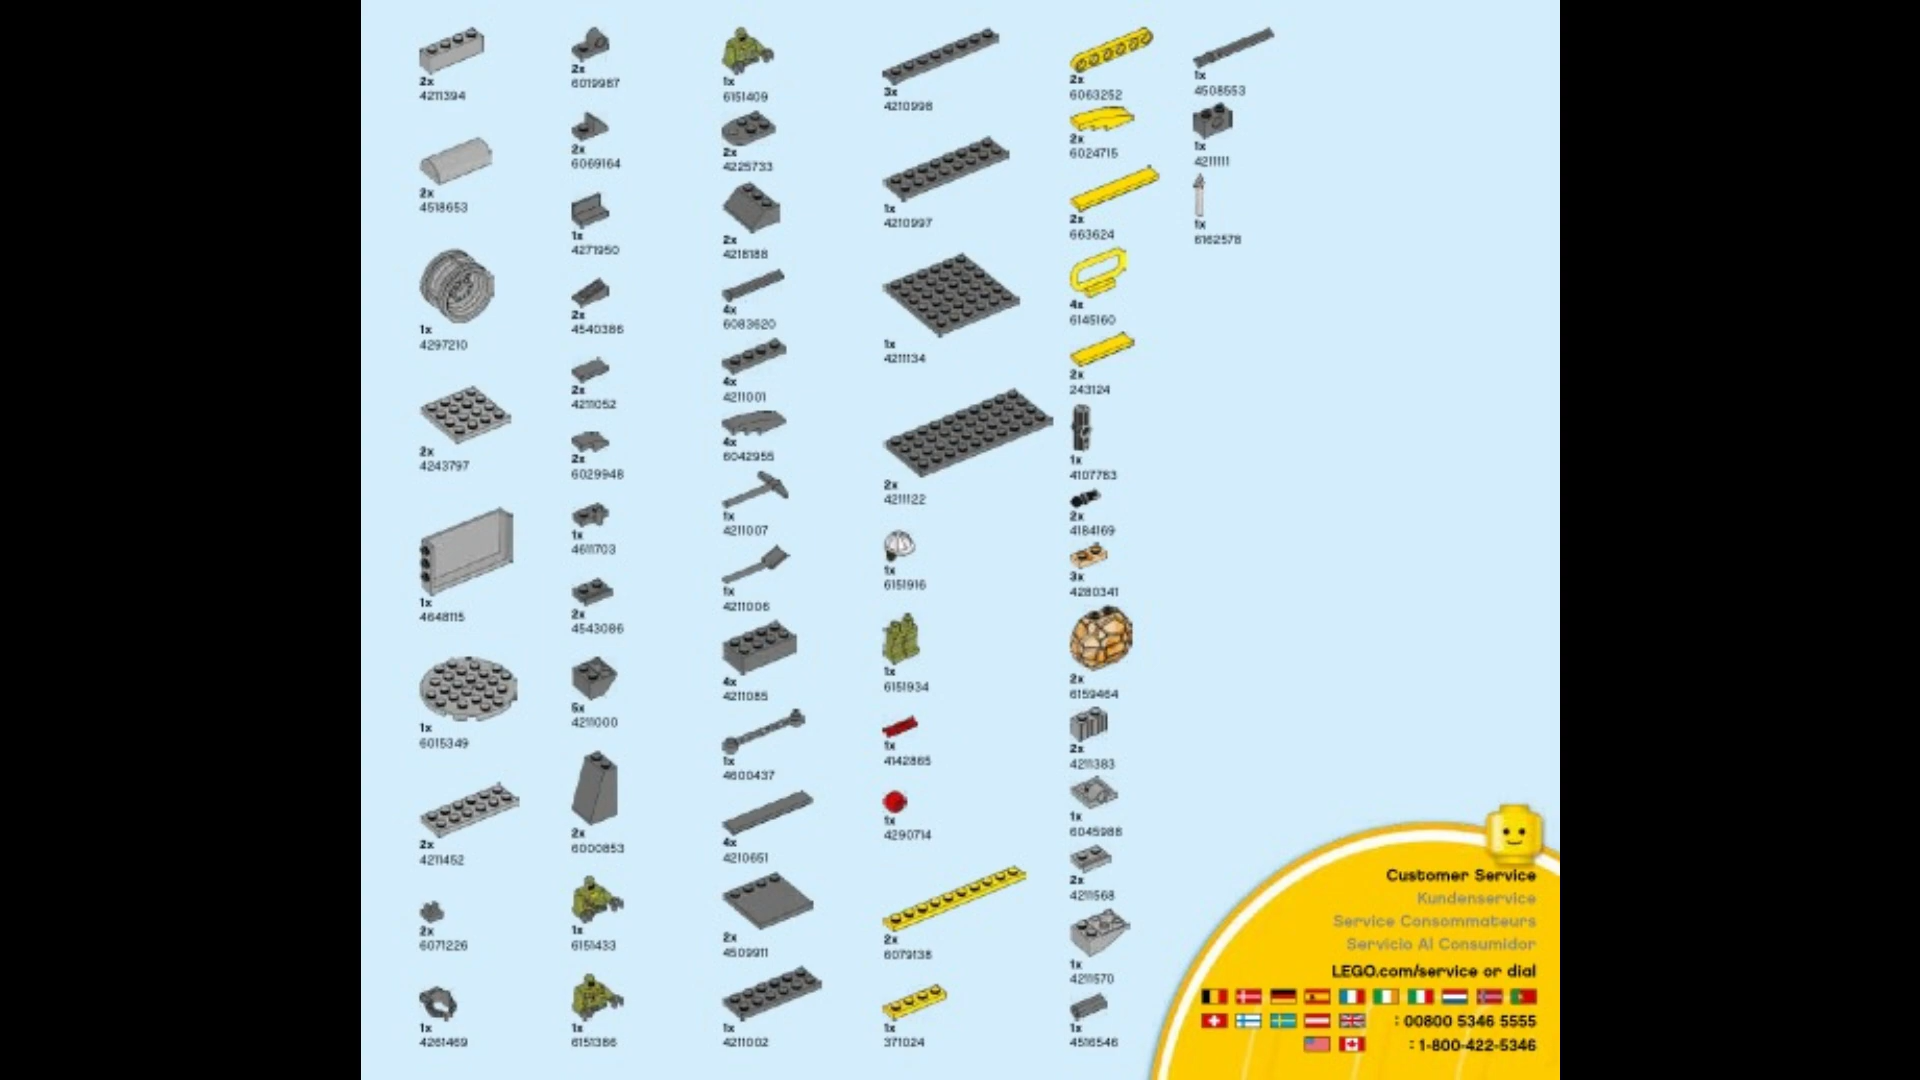 2x
4211394
2x
4518653
1x
4297210
2x
4243797
1x
4648115
1x
6015349
2x
4211452
2x
6071226
1x
4261469
2x
6019987
2x
6069164
1x
4271950
2x
4540386
2x
4211052
2x
6029948
1x
4611703
2x
4543086
5x
4211000
2x
6000853
1x
6151433
1x
6151386
1x
6151409
2x
4225733
2x
4218188
4x
6083620
4x
4211001
4x
6042955
1x
4211007
1x
4211006
4x
4211085
1x
4600437
4x
4210651
2x
4509911
1x
4211002
3x
4210998
1x
4210997
1x
4211134
2x
4211122
1x
6151916
1x
6151934
1x
4142865
1x
4290714
2x
6079138
1x
371024
2x
6063252
2x
6024715
2x
663624
4x
6145160
2x
243124
1x
4107783
2x
4184169
3x
4280341
2x
6159464
2x
4211383
1x
6045988
2x
4211568
1x
4211570
1x
4516546
1x
4508553
1x
4211111
1x
6162578
Customer Service
Kundenservice
Service Consommateurs
Servicio Al Consumidor
LEGO.com/service or dial
: 00800 5346 5555
: 1-800-422-5346